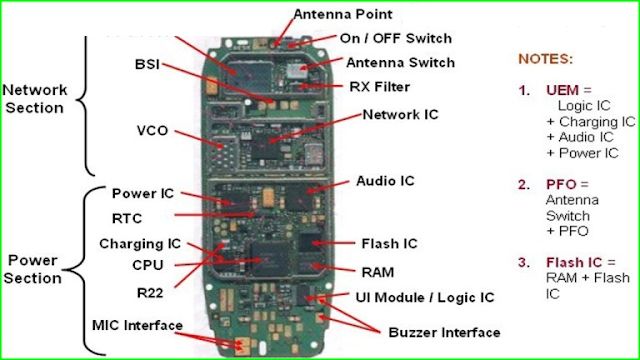 Antenna Point
On / OFF Switch
BSI
Antenna Switch
RX Filter
Network
Section
Network IC
VCO
Power IC
Audio IC
RTC
Charging IC
Flash IC
CPU
RAM
Power
Section
R22
UI Module / Logic IC
MIC Interface
Buzzer Interface
NOTES:
1. UEM =
Logic IC
+ Charging IC
+ Audio IC
+ Power IC
2. PFO =
Antenna
Switch
+ PFO
3. Flash IC =
RAM + Flash
IC